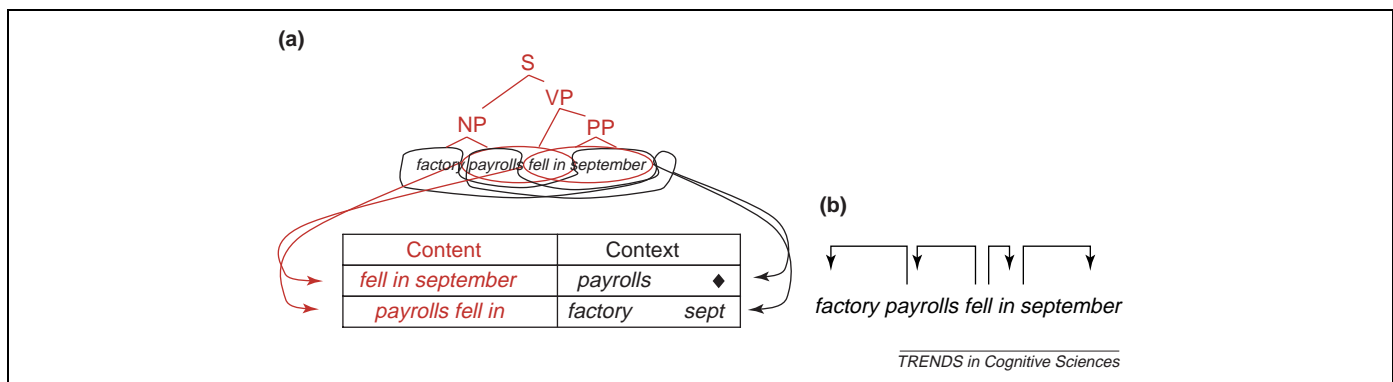 (a)
S
VP
NP PP
factory payrolls fell in september
Content Context
fell in september payrolls ♦
payrolls fell in factory sept
(b)
factory payrolls fell in september
TRENDS in Cognitive Sciences